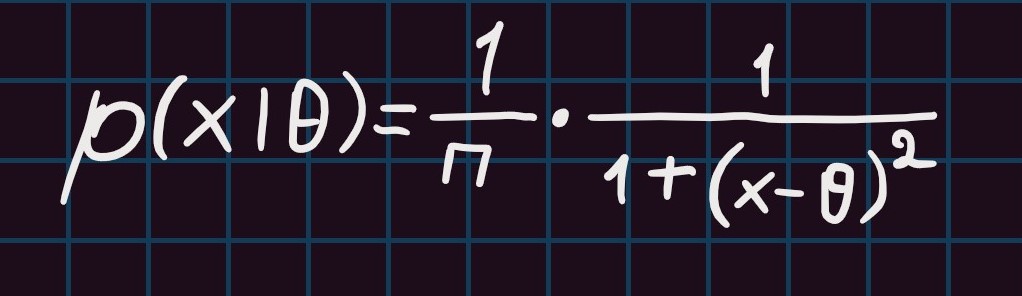 p(x|θ) = 1/π · 1/(1+(x-θ)²)